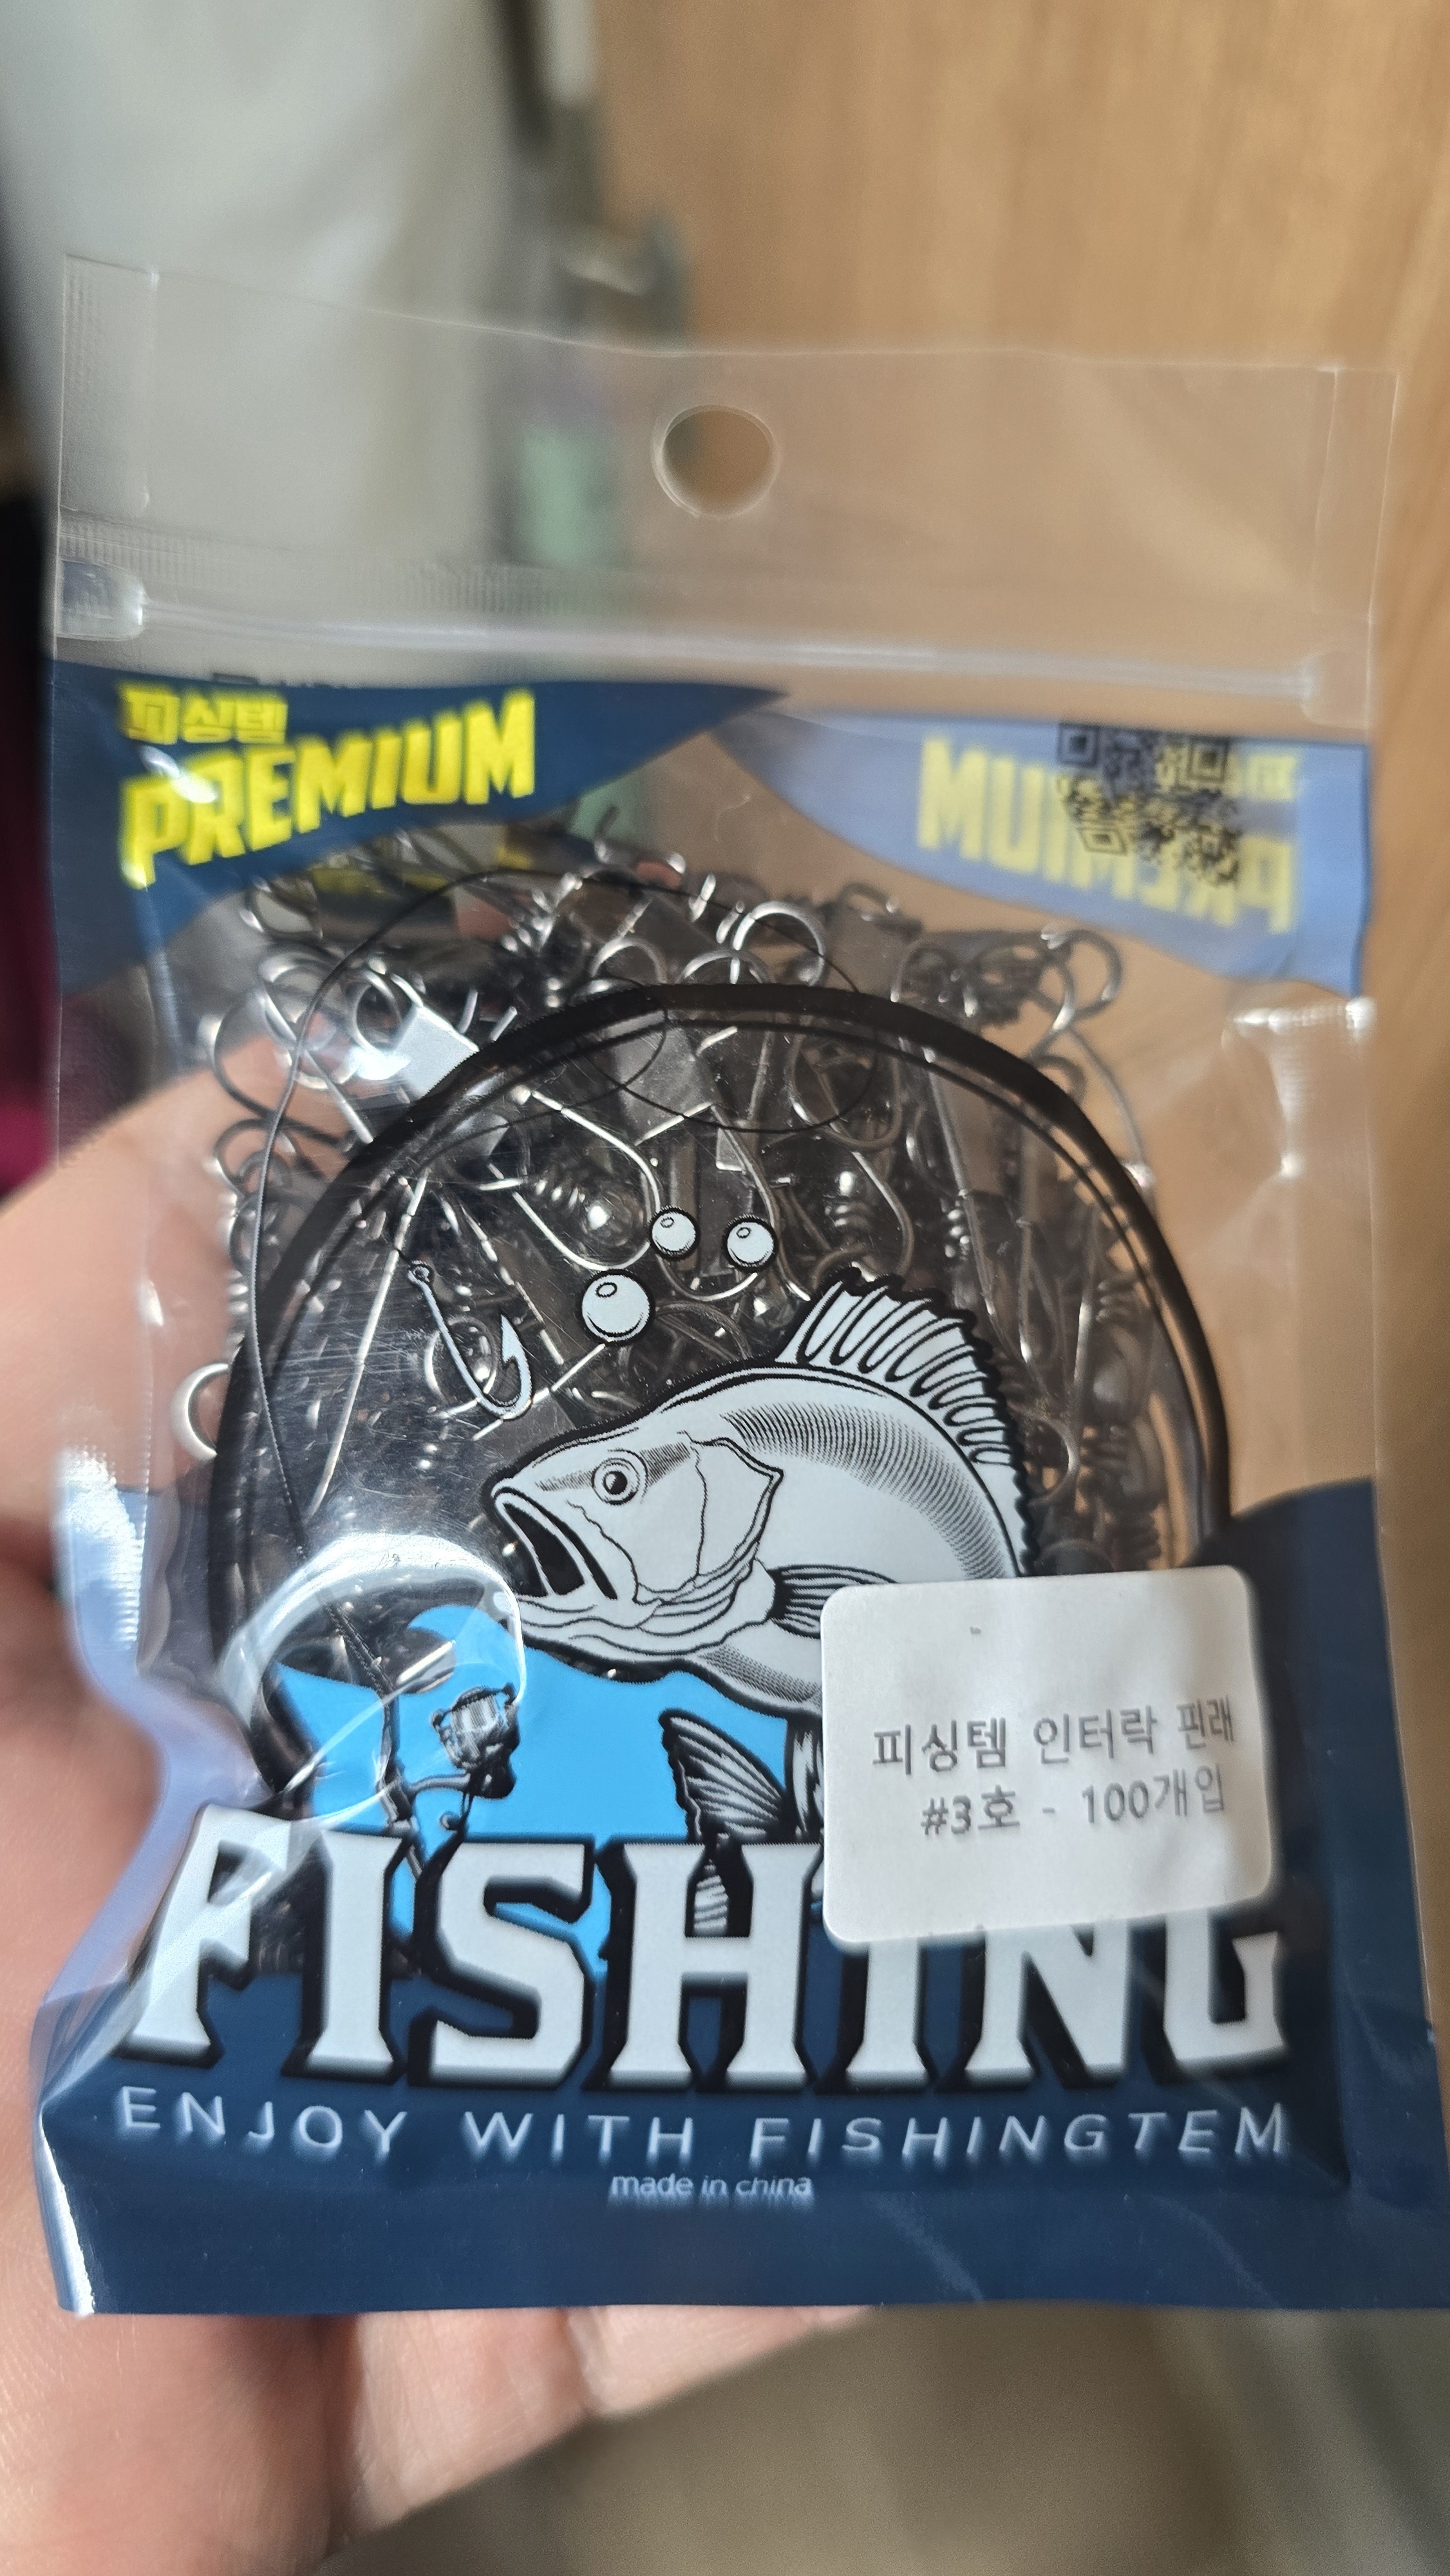 피싱템
PREMIUM
PREMIUM
피싱템 인터락 핀래
#3호 - 100개입
FISHING
ENJOY WITH FISHINGTEM
made in china